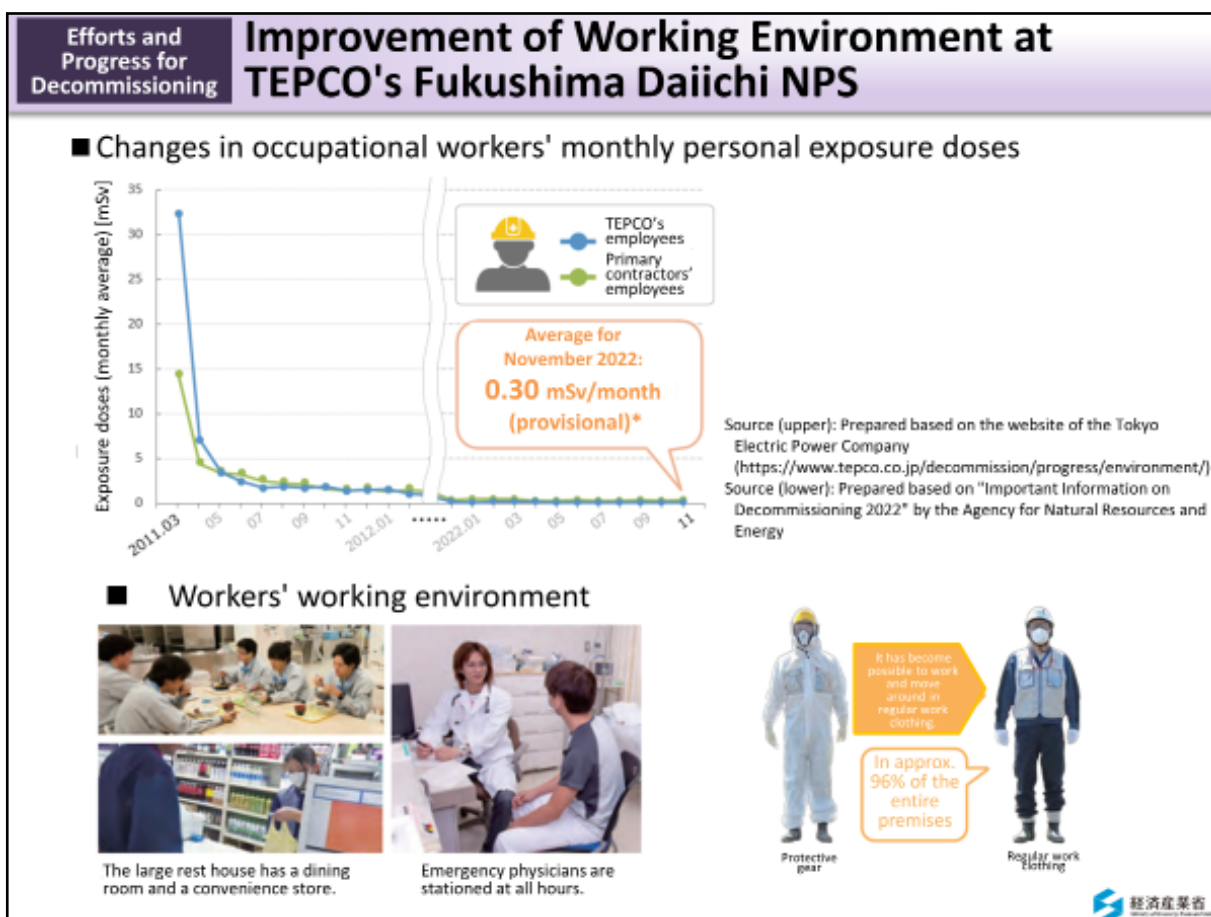 Efforts and
Progress for
Decommissioning
Improvement of Working Environment at
TEPCO's Fukushima Daiichi NPS
■ Changes in occupational workers' monthly personal exposure doses
Exposure doses (monthly average) [mSv]
35
30
25
20
15
10
5
0
2011.03
05
07
09
11
2012.01
.....
2022.01
03
05
07
09
11
TEPCO's
employees
Primary
contractors'
employees
Average for
November 2022:
0.30 mSv/month
(provisional)*
Source (upper): Prepared based on the website of the Tokyo
Electric Power Company
(https://www.tepco.co.jp/decommission/progress/environment/)
Source (lower): Prepared based on "Important Information on
Decommissioning 2022" by the Agency for Natural Resources and
Energy
■ Workers' working environment
The large rest house has a dining
room and a convenience store.
Emergency physicians are
stationed at all hours.
It has become
possible to work
and move
around in
regular work
clothing.
In approx.
96% of the
entire
premises
Protective
gear
Regular work
clothing
経済産業省